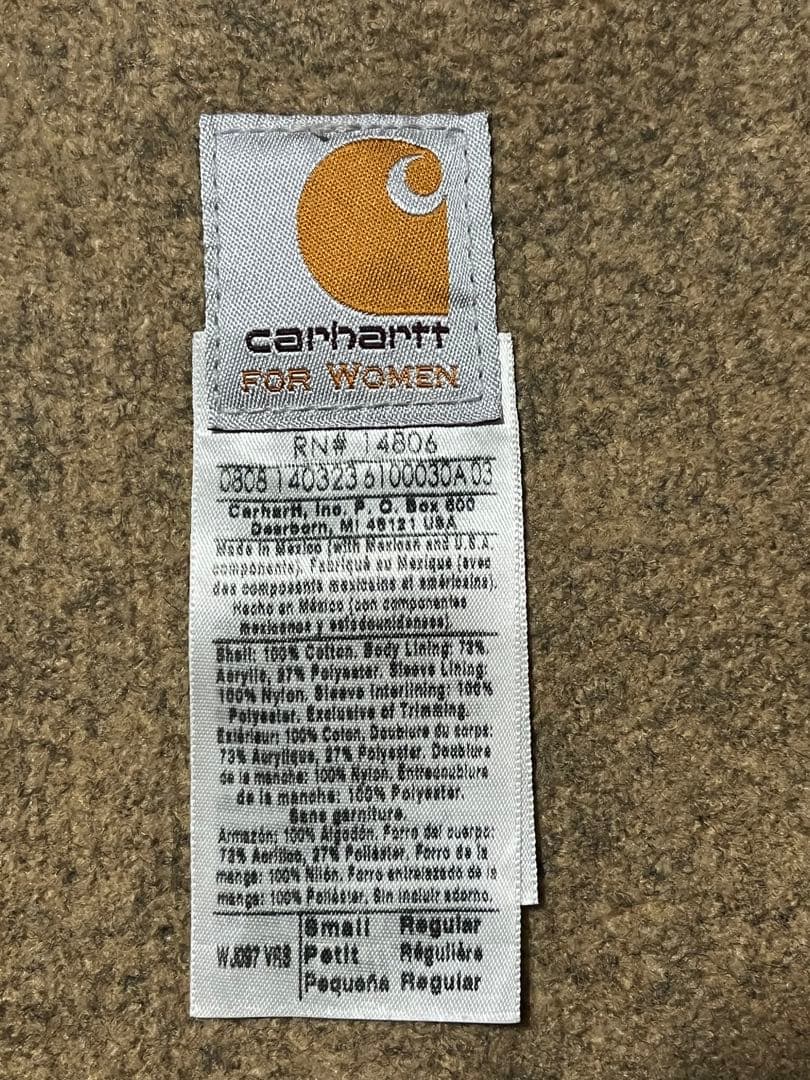 carhartt
FOR WOMEN
RN# 14806
0808 140323 6100030A 03
Carhartt, Inc. P. O. Box 600
Dearborn, MI 48121 USA
Made in Mexico (with Mexican and U.S.A.
components). Fabriqué au Mexique (avec
des composants mexicains et américains).
Hecho en México (con componentes
mexicanos y estadounidenses).
Shell: 100% Cotton. Body Lining: 73%
Acrylic, 27% Polyester. Sleeve Lining:
100% Nylon. Sleeve Interlining: 100%
Polyester. Exclusive of Trimming.
Extérieur: 100% Coton. Doublure du corps:
73% Acrylique, 27% Polyester. Doublure
de la manche: 100% Nylon. Entredoublure
de la manche: 100% Polyester.
Sans garniture.
Armazón: 100% Algodón. Forro del cuerpo:
73% Acrílico, 27% Poliéster. Forro de la
manga: 100% Nilón. Forro entrelazado de la
manga: 100% Poliéster. Sin incluir adorno.
WJ097 VRS
Small Regular
Petit Régulière
Pequeña Regular